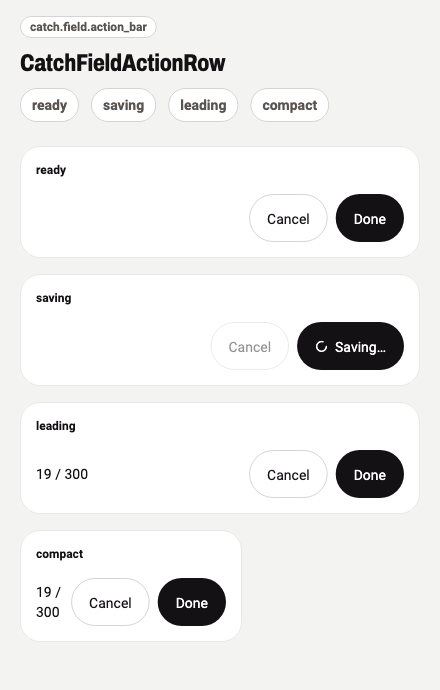 catch.field.action_bar
CatchFieldActionRow
ready saving leading compact
ready
Cancel Done
saving
Cancel Saving…
leading
19 / 300 Cancel Done
compact
19 /
300 Cancel Done